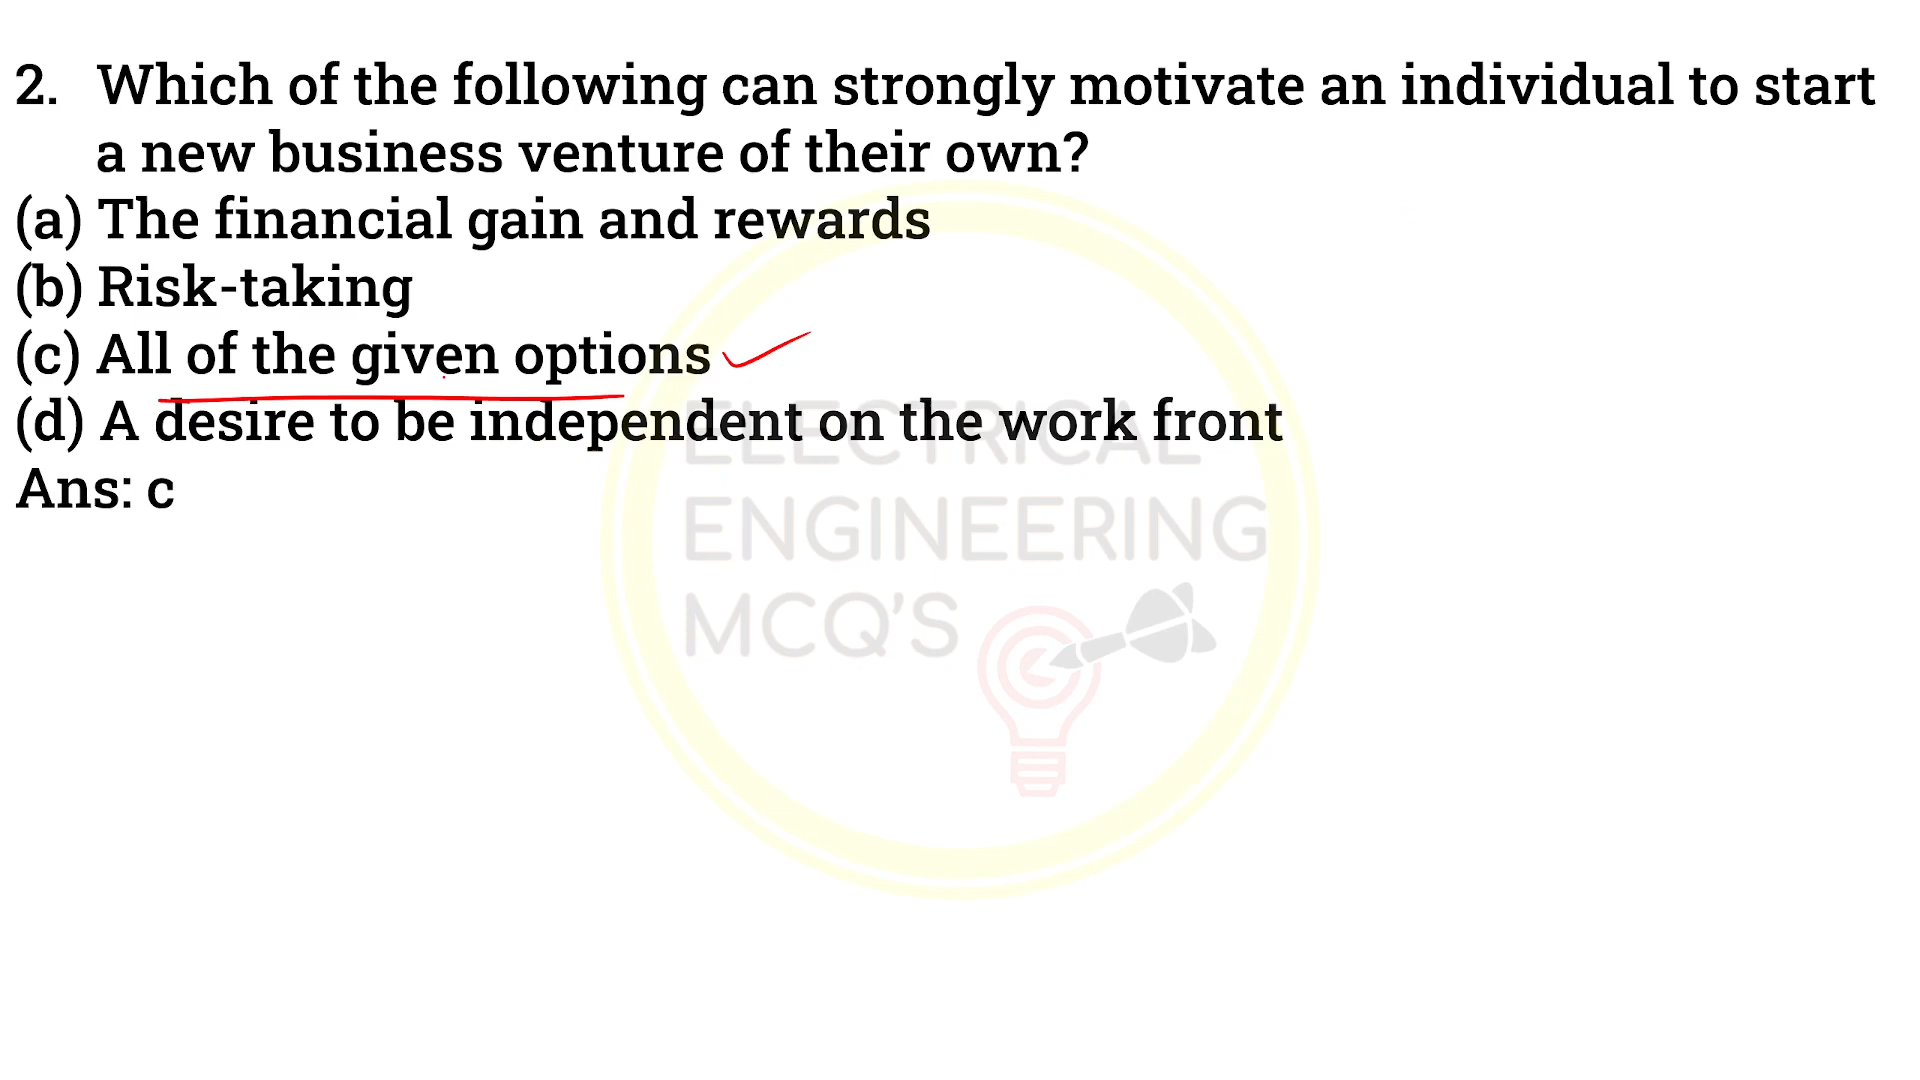 2. Which of the following can strongly motivate an individual to start
a new business venture of their own?
(a) The financial gain and rewards
(b) Risk-taking
(c) All of the given options
(d) A desire to be independent on the work front
Ans: c
ELECTRICAL
ENGINEERING
MCQ'S